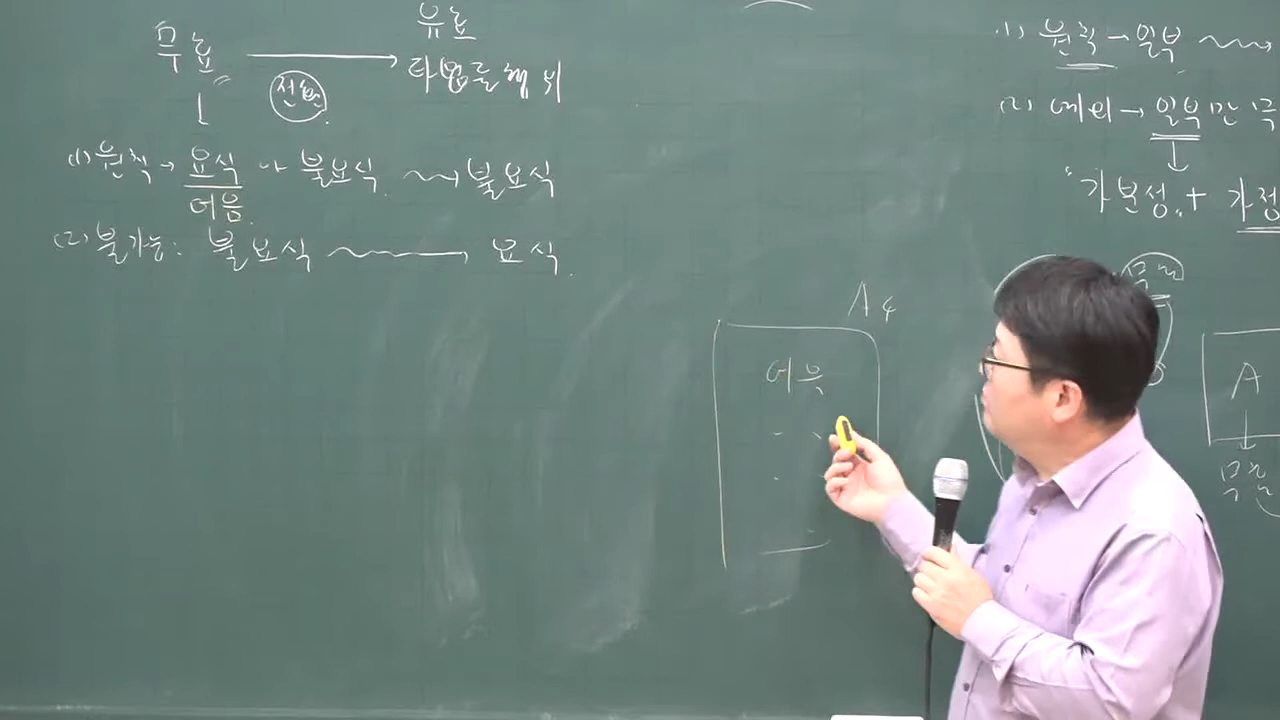 무효 → 유효
전환 타법률행위
(1) 원칙 → 요식 → 불요식 ~~→ 불요식
어음.
(2) 불가능: 불요식 ~~→ 요식.
A4
어음
(1) 원칙 → 일부 ~~→
(2) 예외 → 일부만
↓
"가분성 + 가정
A
↓